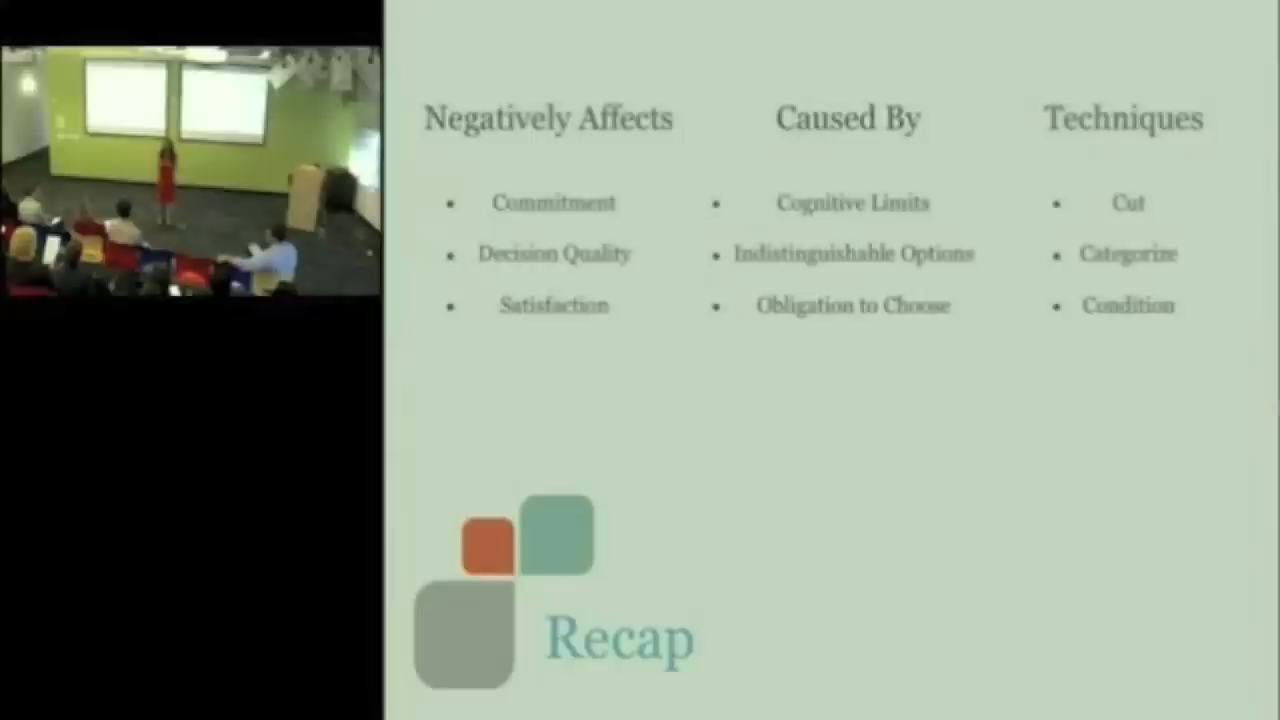 Negatively Affects
• Commitment
• Decision Quality
• Satisfaction
Caused By
• Cognitive Limits
• Indistinguishable Options
• Obligation to Choose
Techniques
• Cut
• Categorize
• Condition
Recap